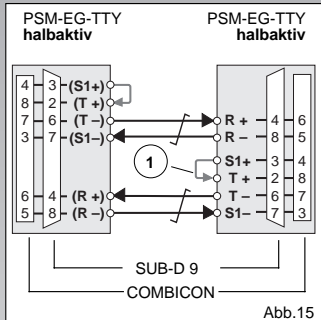 PSM-EG-TTY PSM-EG-TTY
halbaktiv halbaktiv
4 3 (S1+)
8 2 (T +)
7 6 (T –) R + 4 6
3 7 (S1–) R – 8 5
1 S1+ 3 4
T + 2 8
6 4 (R +) T – 6 7
5 8 (R –) S1– 7 3
SUB-D 9
COMBICON
Abb.15